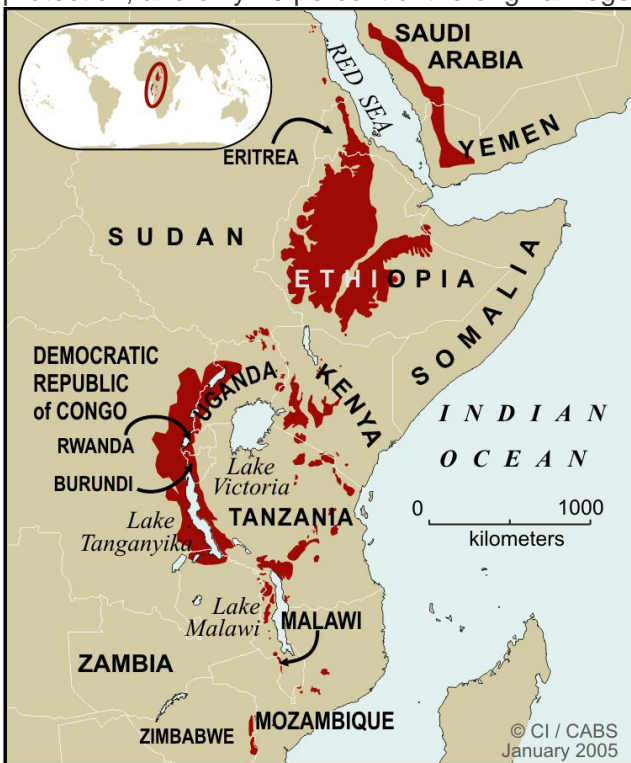 SAUDI
ARABIA
RED SEA
YEMEN
ERITREA
SUDAN
ETHIOPIA
SOMALIA
DEMOCRATIC
REPUBLIC
of CONGO
UGANDA
KENYA
RWANDA
BURUNDI
INDIAN
OCEAN
Lake
Victoria
Lake
Tanganyika
TANZANIA
0 1000
kilometers
Lake
Malawi
MALAWI
ZAMBIA
MOZAMBIQUE
ZIMBABWE
© CI / CABS
January 2005